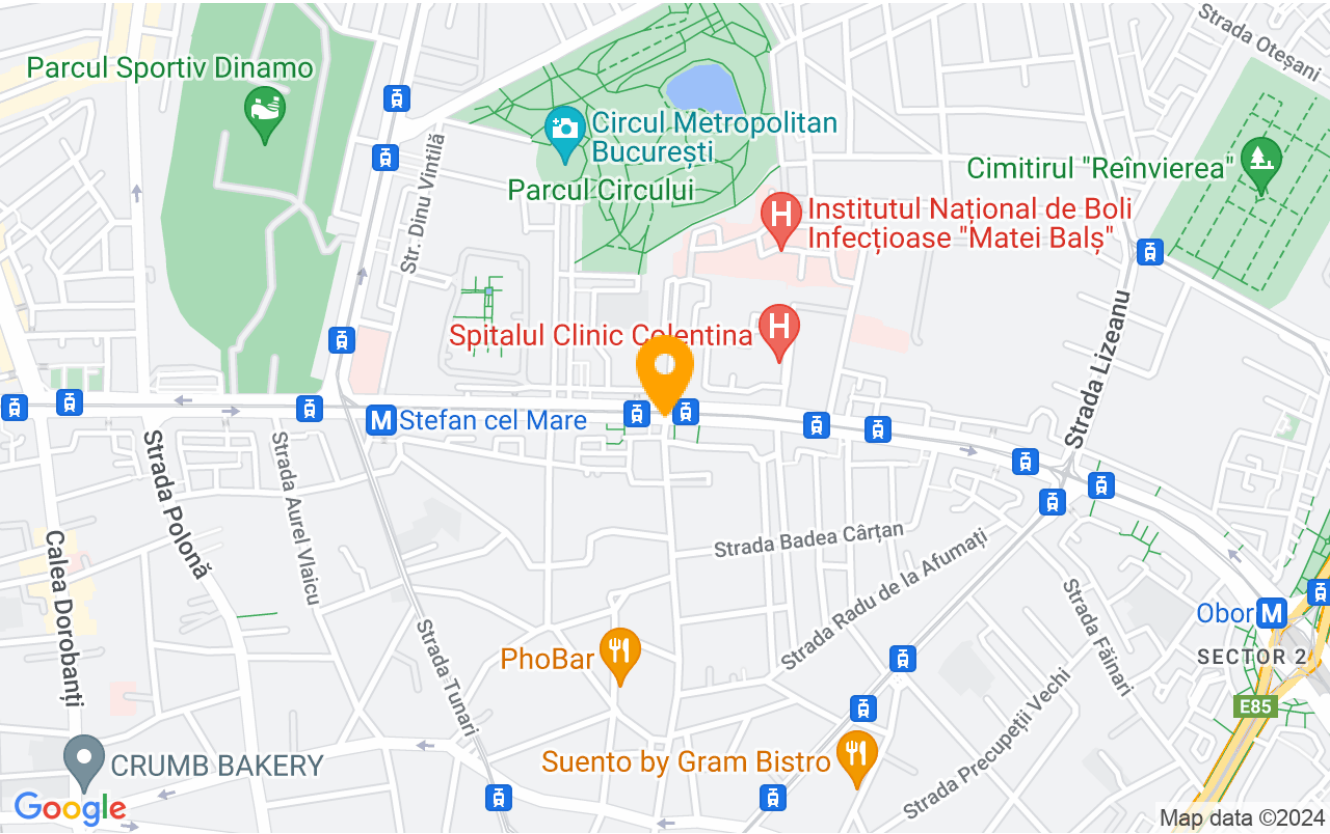 Strada Oteșani
Parcul Sportiv Dinamo
Circul Metropolitan
București
Cimitirul "Reînvierea"
Parcul Circului
Str. Dinu Vintilă
H
Institutul Național de Boli
Infecțioase "Matei Balș"
H
Spitalul Clinic Colentina
Strada Lizeanu
M
Stefan cel Mare
Strada Polonă
Strada Aurel Vlaicu
Calea Dorobanți
Strada Badea Cârțan
Strada Radu de la Afumați
Strada Făinari
Obor
M
SECTOR 2
Strada Tunari
PhoBar
E85
Strada Precupeții Vechi
Suento by Gram Bistro
CRUMB BAKERY
Google
Map data ©2024